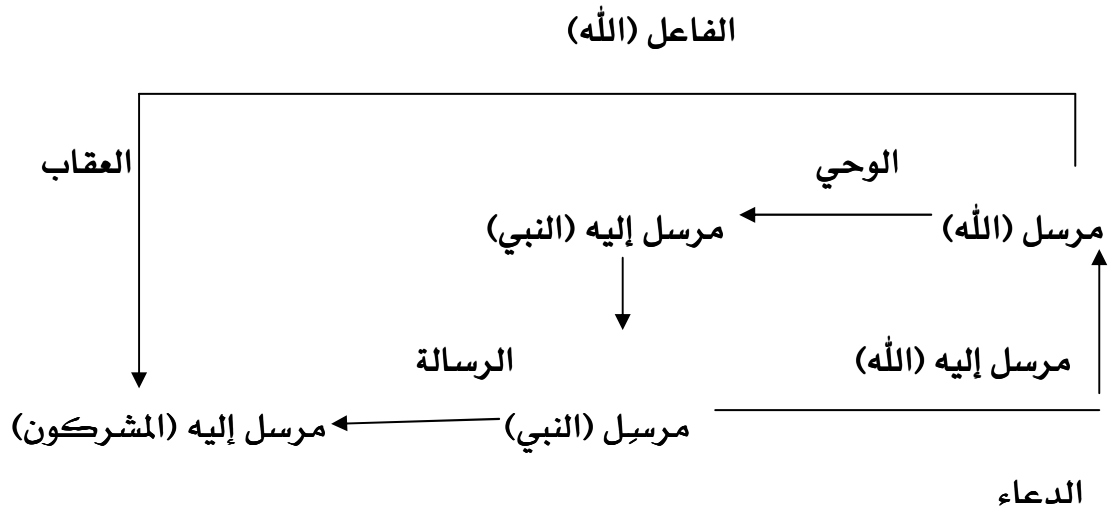 الفاعل (الله)
العقاب
الوحي
مرسل (الله)
مرسل إليه (النبي)
مرسل إليه (الله)
الرسالة
مرسِل (النبي)
مرسل إليه (المشركون)
الدعاء